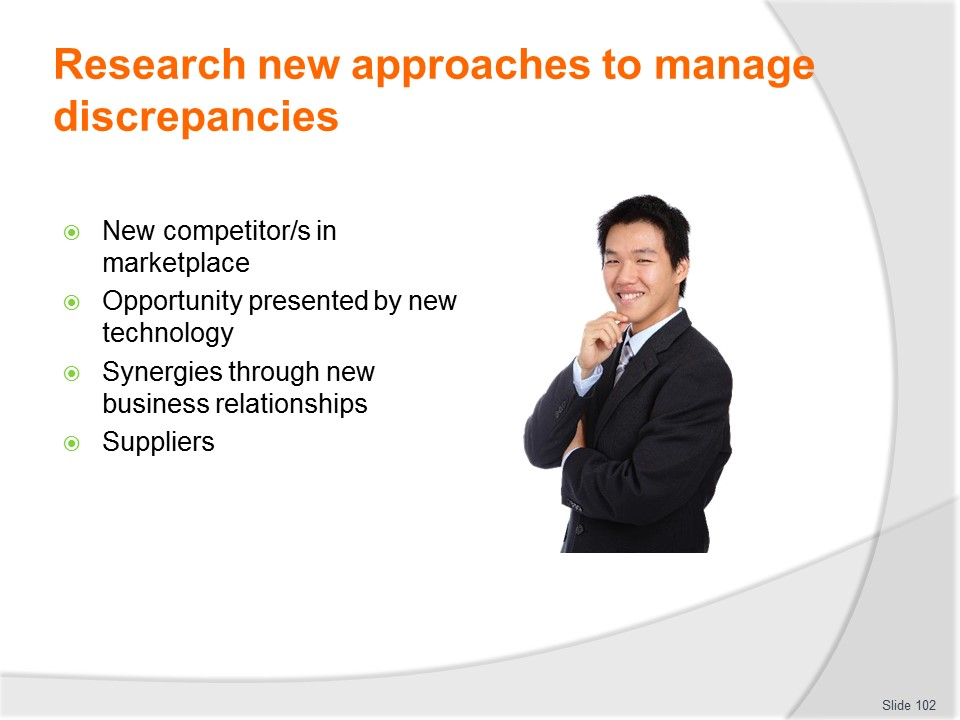 Research new approaches to manage
discrepancies
New competitor/s in
marketplace
Opportunity presented by new
technology
Synergies through new
business relationships
Suppliers
Slide 102